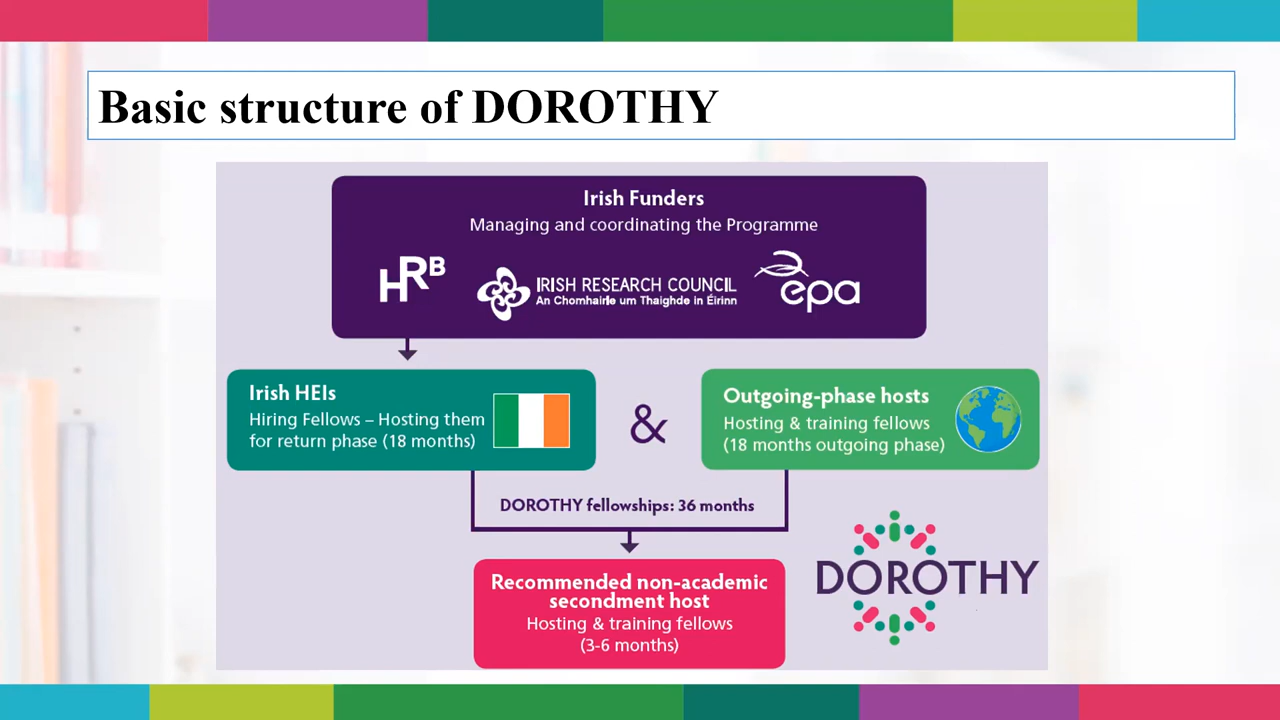 Basic structure of DOROTHY
Irish Funders
Managing and coordinating the Programme
HRB
IRISH RESEARCH COUNCIL
An Chomhairle um Thaighde in Éirinn
epa
Irish HEIs
Hiring Fellows – Hosting them
for return phase (18 months)
&
Outgoing-phase hosts
Hosting & training fellows
(18 months outgoing phase)
DOROTHY fellowships: 36 months
Recommended non-academic
secondment host
Hosting & training fellows
(3-6 months)
DOROTHY